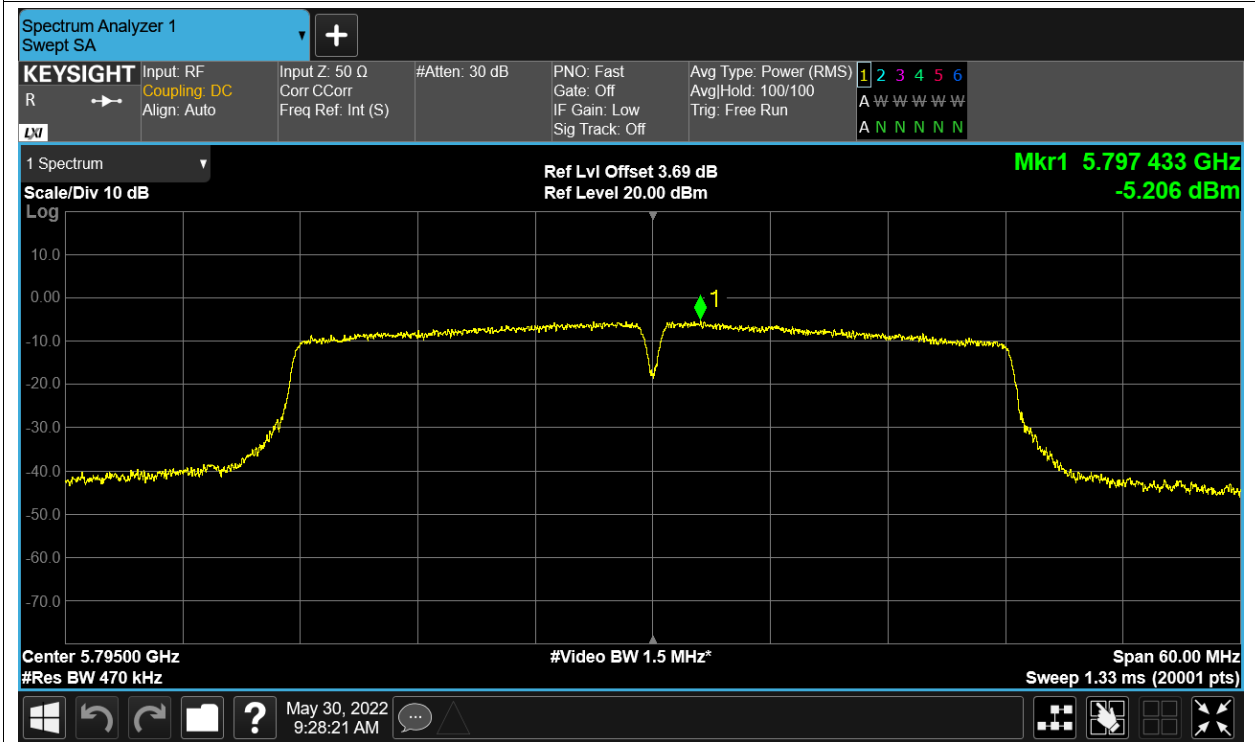 Spectrum Analyzer 1
Swept SA
KEYSIGHT
R
LXI
Input: RF
Coupling: DC
Align: Auto
Input Z: 50 Ω
Corr CCorr
Freq Ref: Int (S)
#Atten: 30 dB
PNO: Fast
Gate: Off
IF Gain: Low
Sig Track: Off
Avg Type: Power (RMS)
Avg|Hold: 100/100
Trig: Free Run
1 2 3 4 5 6
A W W W W W
A N N N N N
1 Spectrum
Scale/Div 10 dB
Ref Lvl Offset 3.69 dB
Ref Level 20.00 dBm
Mkr1 5.797 433 GHz
-5.206 dBm
Log
10.0
0.00
-10.0
-20.0
-30.0
-40.0
-50.0
-60.0
-70.0
1
Center 5.79500 GHz
#Res BW 470 kHz
#Video BW 1.5 MHz*
Span 60.00 MHz
Sweep 1.33 ms (20001 pts)
?
May 30, 2022
9:28:21 AM